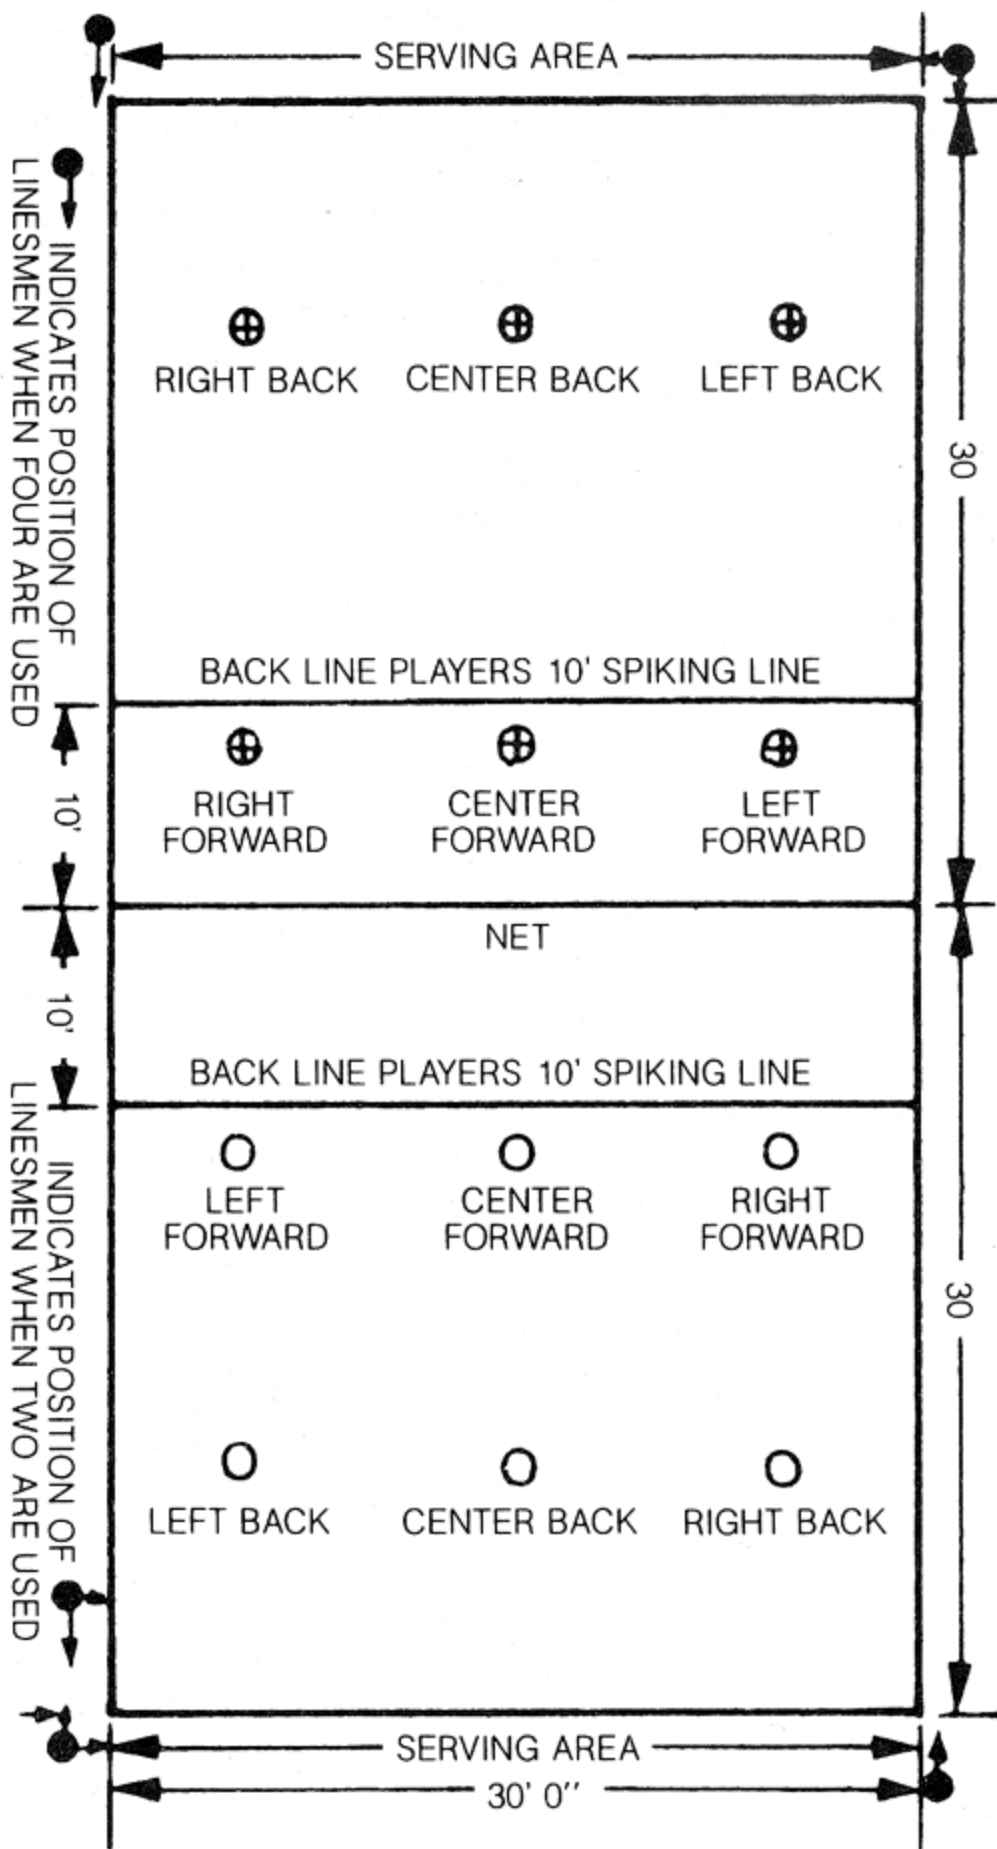 SERVING AREA
INDICATES POSITION OF
LINESMEN WHEN FOUR ARE USED
RIGHT BACK CENTER BACK LEFT BACK
30
BACK LINE PLAYERS 10' SPIKING LINE
10'
RIGHT
FORWARD
CENTER
FORWARD
LEFT
FORWARD
NET
10'
BACK LINE PLAYERS 10' SPIKING LINE
INDICATES POSITION OF
LINESMEN WHEN TWO ARE USED
LEFT
FORWARD
CENTER
FORWARD
RIGHT
FORWARD
30
LEFT BACK CENTER BACK RIGHT BACK
SERVING AREA
30' 0"